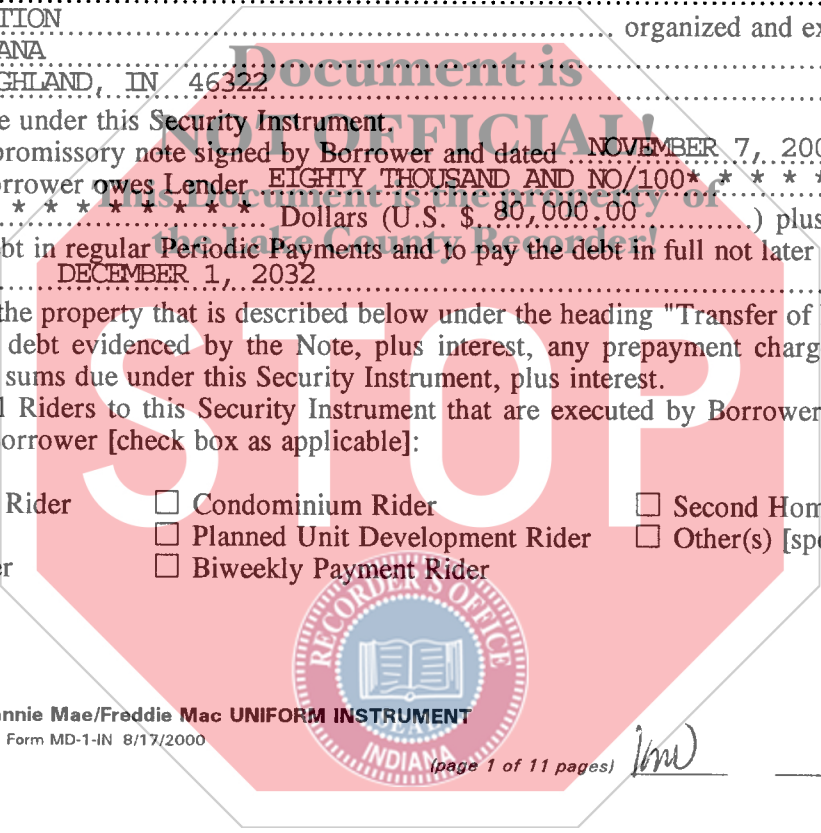 TION organized and ex
ANA
Document is
GHLAND, IN 46322
e under this Security Instrument.
NOT OFFICIAL!
promissory note signed by Borrower and dated NOVEMBER 7, 200
orrower owes Lender EIGHTY THOUSAND AND NO/100* * * * *
This Document is the property of
* * * * * * * * Dollars (U.S. $ 80,000.00 ) plus
the Lake County Recorder!
bt in regular Periodic Payments and to pay the debt in full not later
DECEMBER 1, 2032
the property that is described below under the heading "Transfer of
debt evidenced by the Note, plus interest, any prepayment charg
sums due under this Security Instrument, plus interest.
l Riders to this Security Instrument that are executed by Borrower
orrower [check box as applicable]:
STOP
Rider ☐ Condominium Rider ☐ Second Hom
☐ Planned Unit Development Rider ☐ Other(s) [spe
er ☐ Biweekly Payment Rider
RECORDER'S OFFICE
SEAL
INDIANA
nnie Mae/Freddie Mac UNIFORM INSTRUMENT
Form MD-1-IN 8/17/2000
(page 1 of 11 pages)